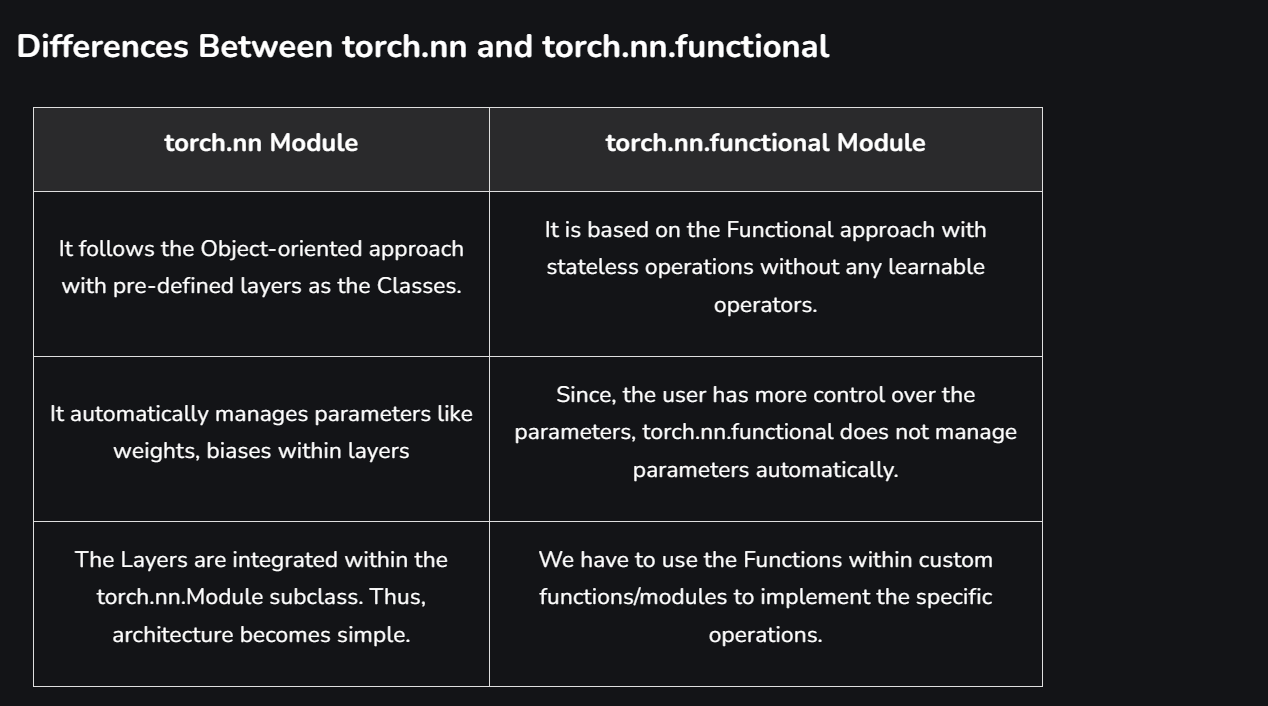 Differences Between torch.nn and torch.nn.functional
torch.nn Module
torch.nn.functional Module
It follows the Object-oriented approach
with pre-defined layers as the Classes.
It is based on the Functional approach with
stateless operations without any learnable
operators.
It automatically manages parameters like
weights, biases within layers
Since, the user has more control over the
parameters, torch.nn.functional does not manage
parameters automatically.
The Layers are integrated within the
torch.nn.Module subclass. Thus,
architecture becomes simple.
We have to use the Functions within custom
functions/modules to implement the specific
operations.